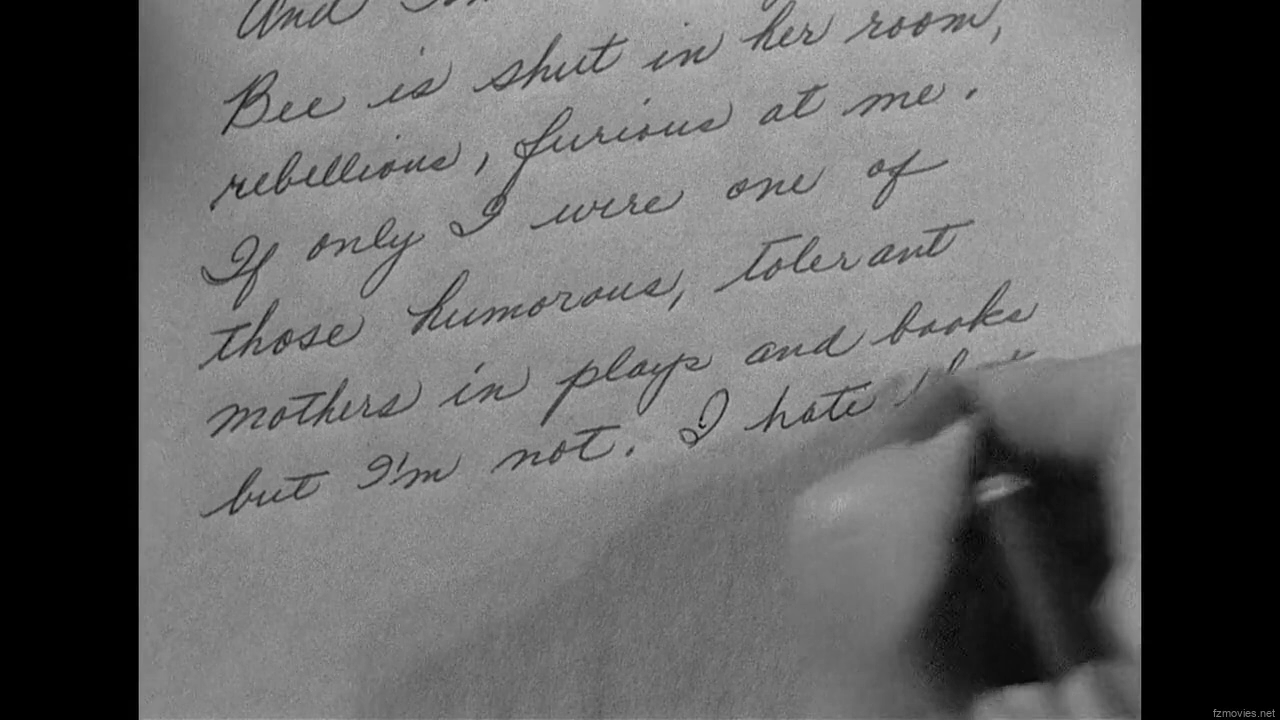 And
Bee is shut in her room,
rebellious, furious at me.
If only I were one of
those humorous, tolerant
mothers in plays and books
but I'm not. I hate
fzmovies.net